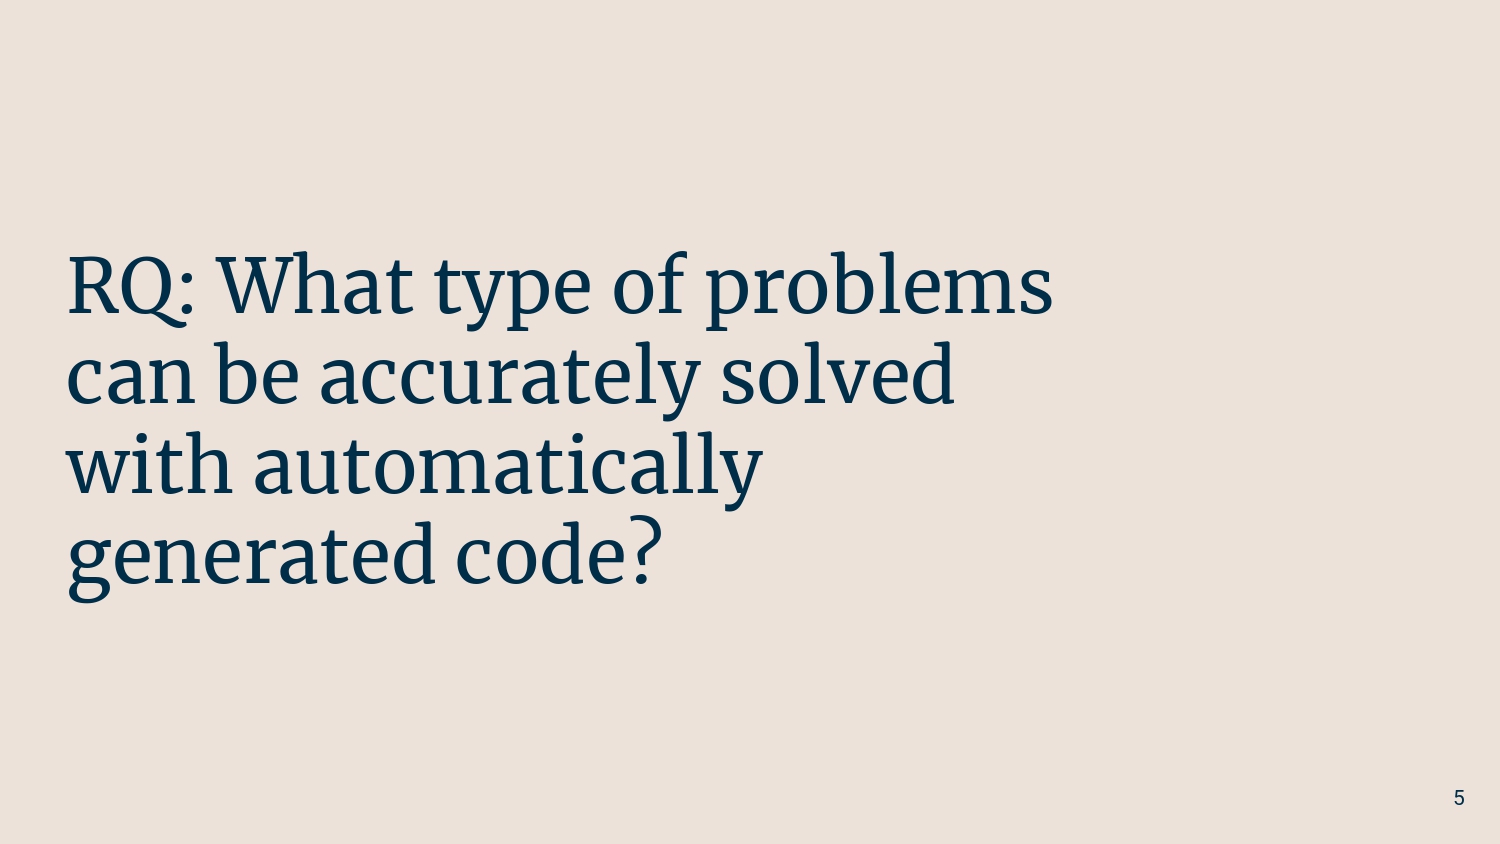 RQ: What type of problems
can be accurately solved
with automatically
generated code?
5